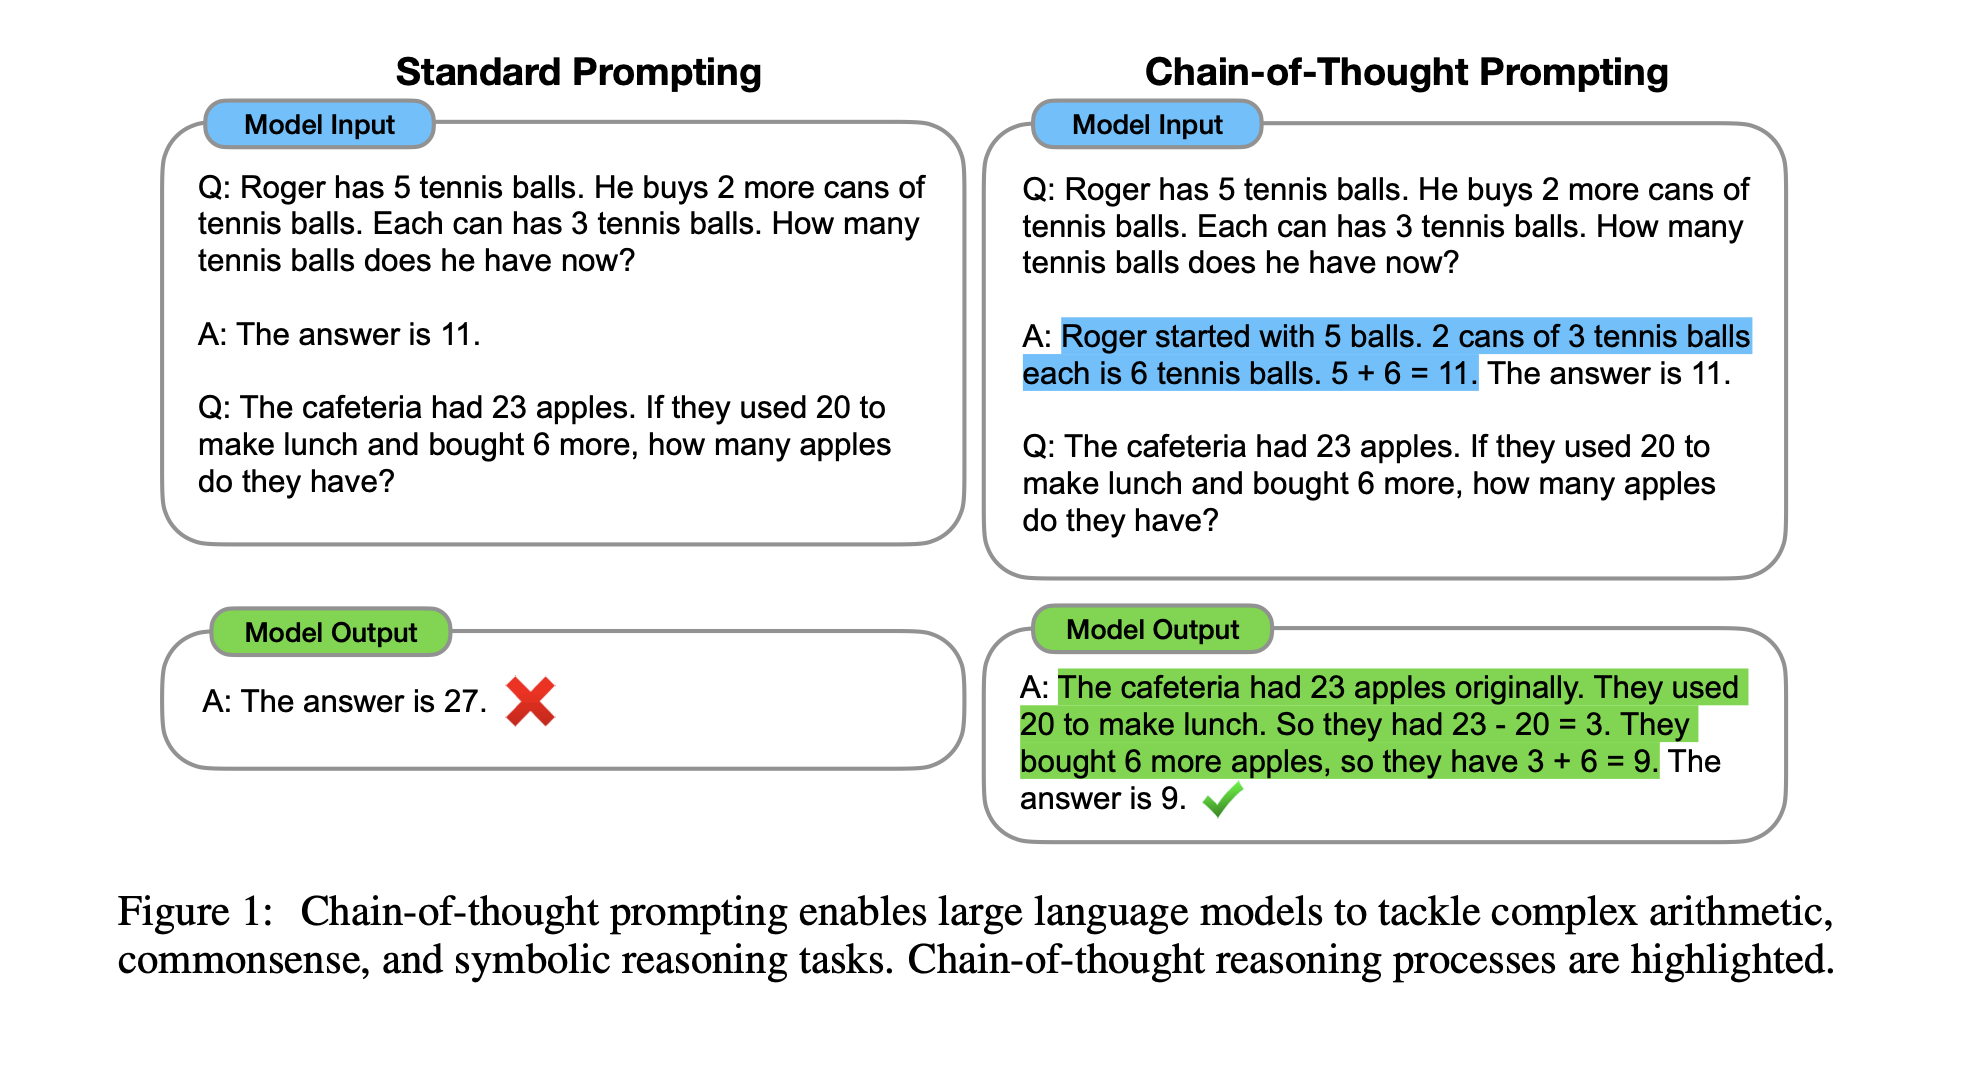 Standard Prompting
Model Input
Q: Roger has 5 tennis balls. He buys 2 more cans of
tennis balls. Each can has 3 tennis balls. How many
tennis balls does he have now?
A: The answer is 11.
Q: The cafeteria had 23 apples. If they used 20 to
make lunch and bought 6 more, how many apples
do they have?
Model Output
A: The answer is 27.
Chain-of-Thought Prompting
Model Input
Q: Roger has 5 tennis balls. He buys 2 more cans of
tennis balls. Each can has 3 tennis balls. How many
tennis balls does he have now?
A: Roger started with 5 balls. 2 cans of 3 tennis balls
each is 6 tennis balls. 5 + 6 = 11. The answer is 11.
Q: The cafeteria had 23 apples. If they used 20 to
make lunch and bought 6 more, how many apples
do they have?
Model Output
A: The cafeteria had 23 apples originally. They used
20 to make lunch. So they had 23 - 20 = 3. They
bought 6 more apples, so they have 3 + 6 = 9. The
answer is 9.
Figure 1: Chain-of-thought prompting enables large language models to tackle complex arithmetic,
commonsense, and symbolic reasoning tasks. Chain-of-thought reasoning processes are highlighted.